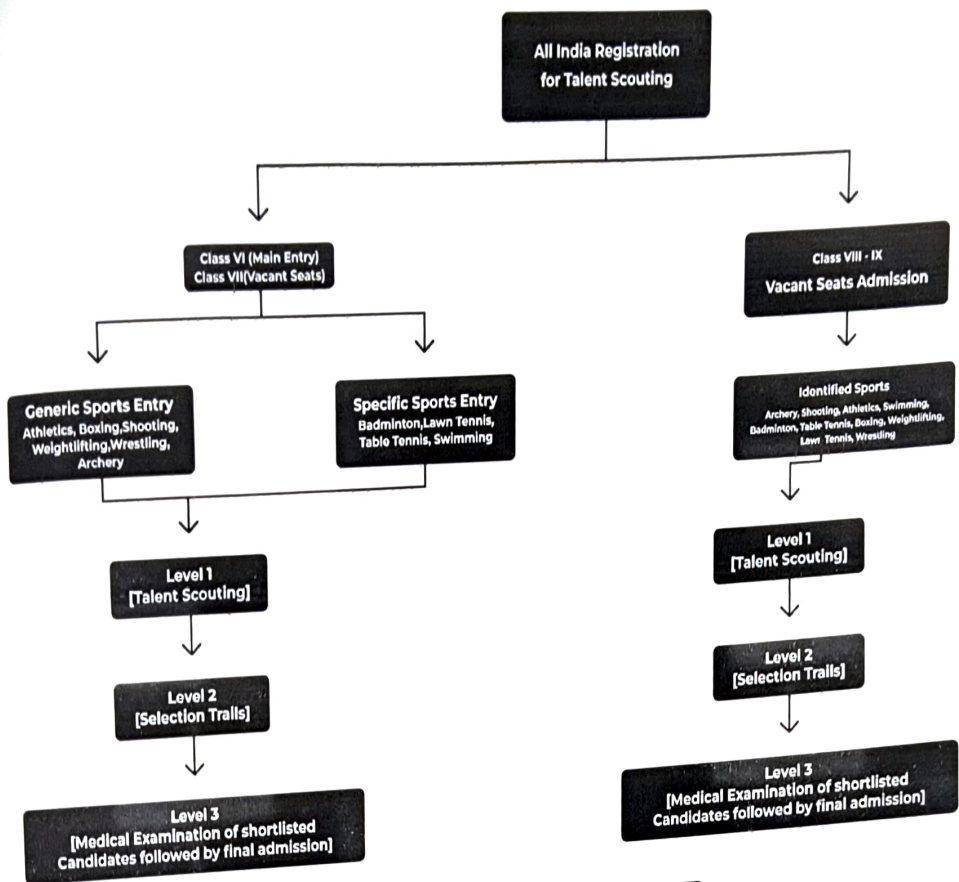 All India Registration
for Talent Scouting
Class VI (Main Entry)
Class VII(Vacant Seats)
Class VIII - IX
Vacant Seats Admission
Generic Sports Entry
Athletics, Boxing,Shooting,
Weightlifting,Wrestling,
Archery
Specific Sports Entry
Badminton,Lawn Tennis,
Table Tennis, Swimming
Identified Sports
Archery, Shooting, Athletics, Swimming,
Badminton, Table Tennis, Boxing, Weightlifting,
Lawn Tennis, Wrestling
Level 1
[Talent Scouting]
Level 2
[Selection Trails]
Level 3
[Medical Examination of shortlisted
Candidates followed by final admission]
Level 1
[Talent Scouting]
Level 2
[Selection Trails]
Level 3
[Medical Examination of shortlisted
Candidates followed by final admission]